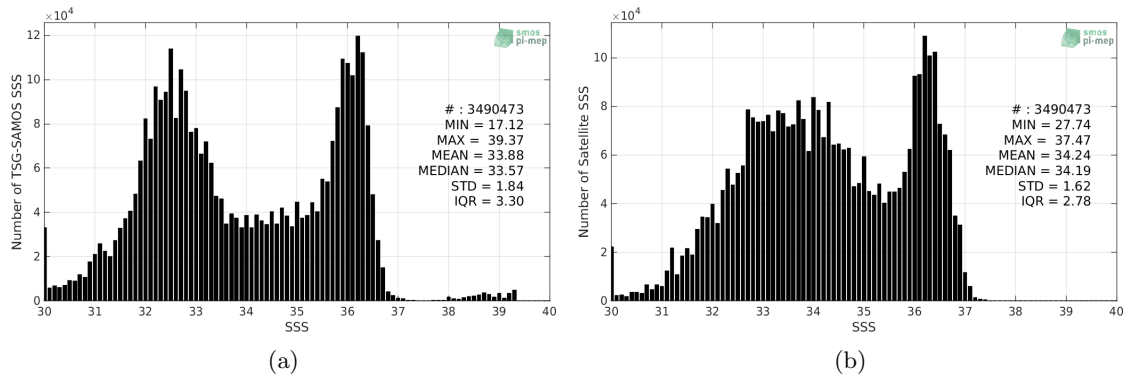 ×10⁴
12
10
8
6
4
2
0
Number of TSG-SAMOS SSS
smos
pi-mep
# : 3490473
MIN = 17.12
MAX = 39.37
MEAN = 33.88
MEDIAN = 33.57
STD = 1.84
IQR = 3.30
30 31 32 33 34 35 36 37 38 39 40
SSS
(a)
×10⁴
10
8
6
4
2
0
Number of Satellite SSS
smos
pi-mep
# : 3490473
MIN = 27.74
MAX = 37.47
MEAN = 34.24
MEDIAN = 34.19
STD = 1.62
IQR = 2.78
30 31 32 33 34 35 36 37 38 39 40
SSS
(b)